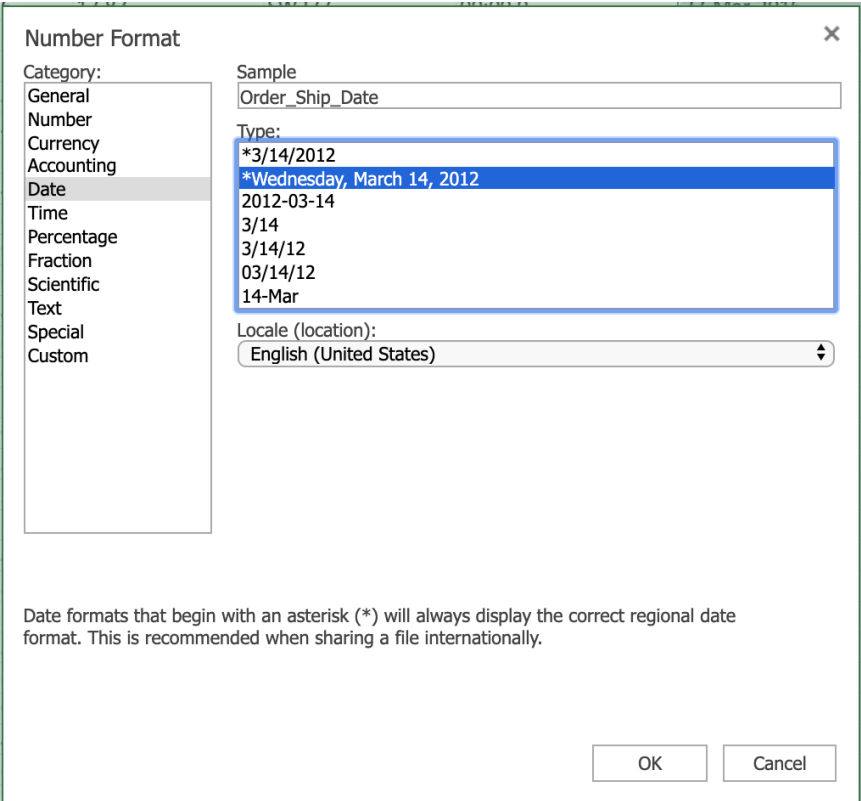 Number Format
Category:
General
Number
Currency
Accounting
Date
Time
Percentage
Fraction
Scientific
Text
Special
Custom
Sample
Order_Ship_Date
Type:
*3/14/2012
*Wednesday, March 14, 2012
2012-03-14
3/14
3/14/12
03/14/12
14-Mar
Locale (location):
English (United States)
Date formats that begin with an asterisk (*) will always display the correct regional date
format. This is recommended when sharing a file internationally.
OK
Cancel